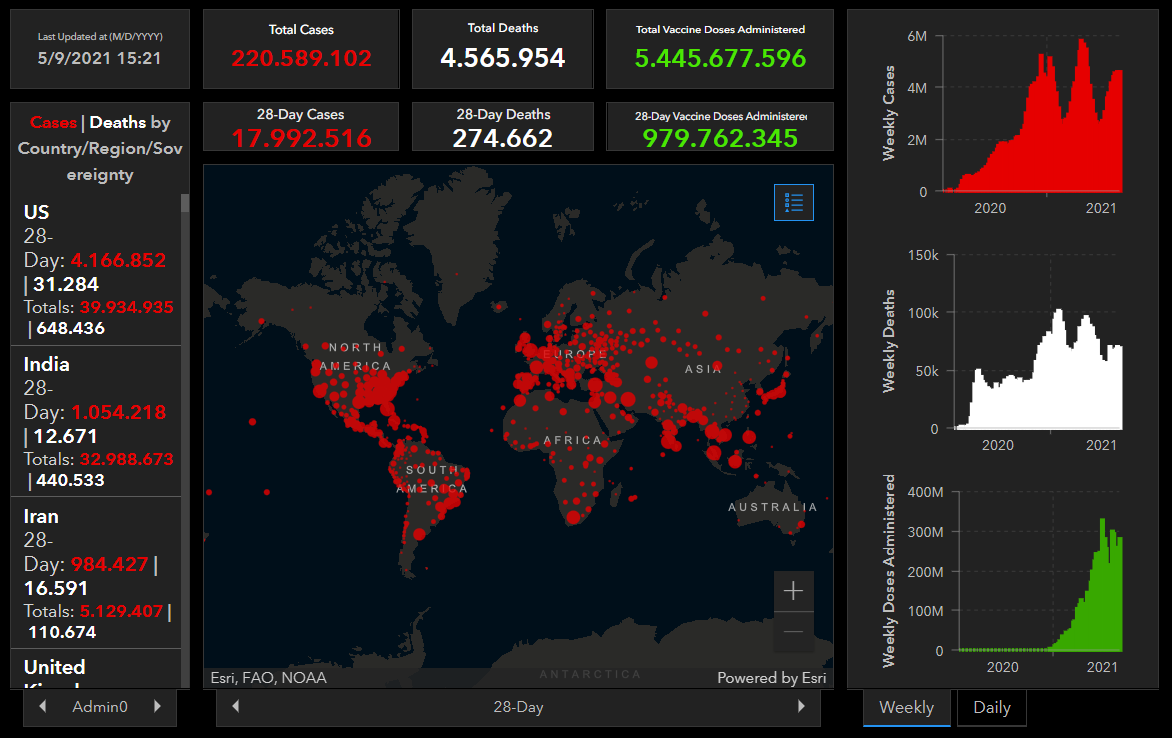 Last Updated at (M/D/YYYY)
5/9/2021 15:21
Total Cases
220.589.102
Total Deaths
4.565.954
Total Vaccine Doses Administered
5.445.677.596
28-Day Cases
17.992.516
28-Day Deaths
274.662
28-Day Vaccine Doses Administered
979.762.345
Cases | Deaths by
Country/Region/Sov
ereignty
US
28-
Day: 4.166.852
| 31.284
Totals: 39.934.935
| 648.436
India
28-
Day: 1.054.218
| 12.671
Totals: 32.988.673
| 440.533
Iran
28-
Day: 984.427 |
16.591
Totals: 5.129.407 |
110.674
United
Admin0
NORTH
AMERICA
EUROPE
ASIA
AFRICA
SOUTH
AMERICA
AUSTRALIA
ANTARCTICA
+
−
Esri, FAO, NOAA
Powered by Esri
28-Day
Weekly Cases
6M
4M
2M
0
2020
2021
Weekly Deaths
150k
100k
50k
0
2020
2021
Weekly Doses Administered
400M
300M
200M
100M
0
2020
2021
Weekly
Daily